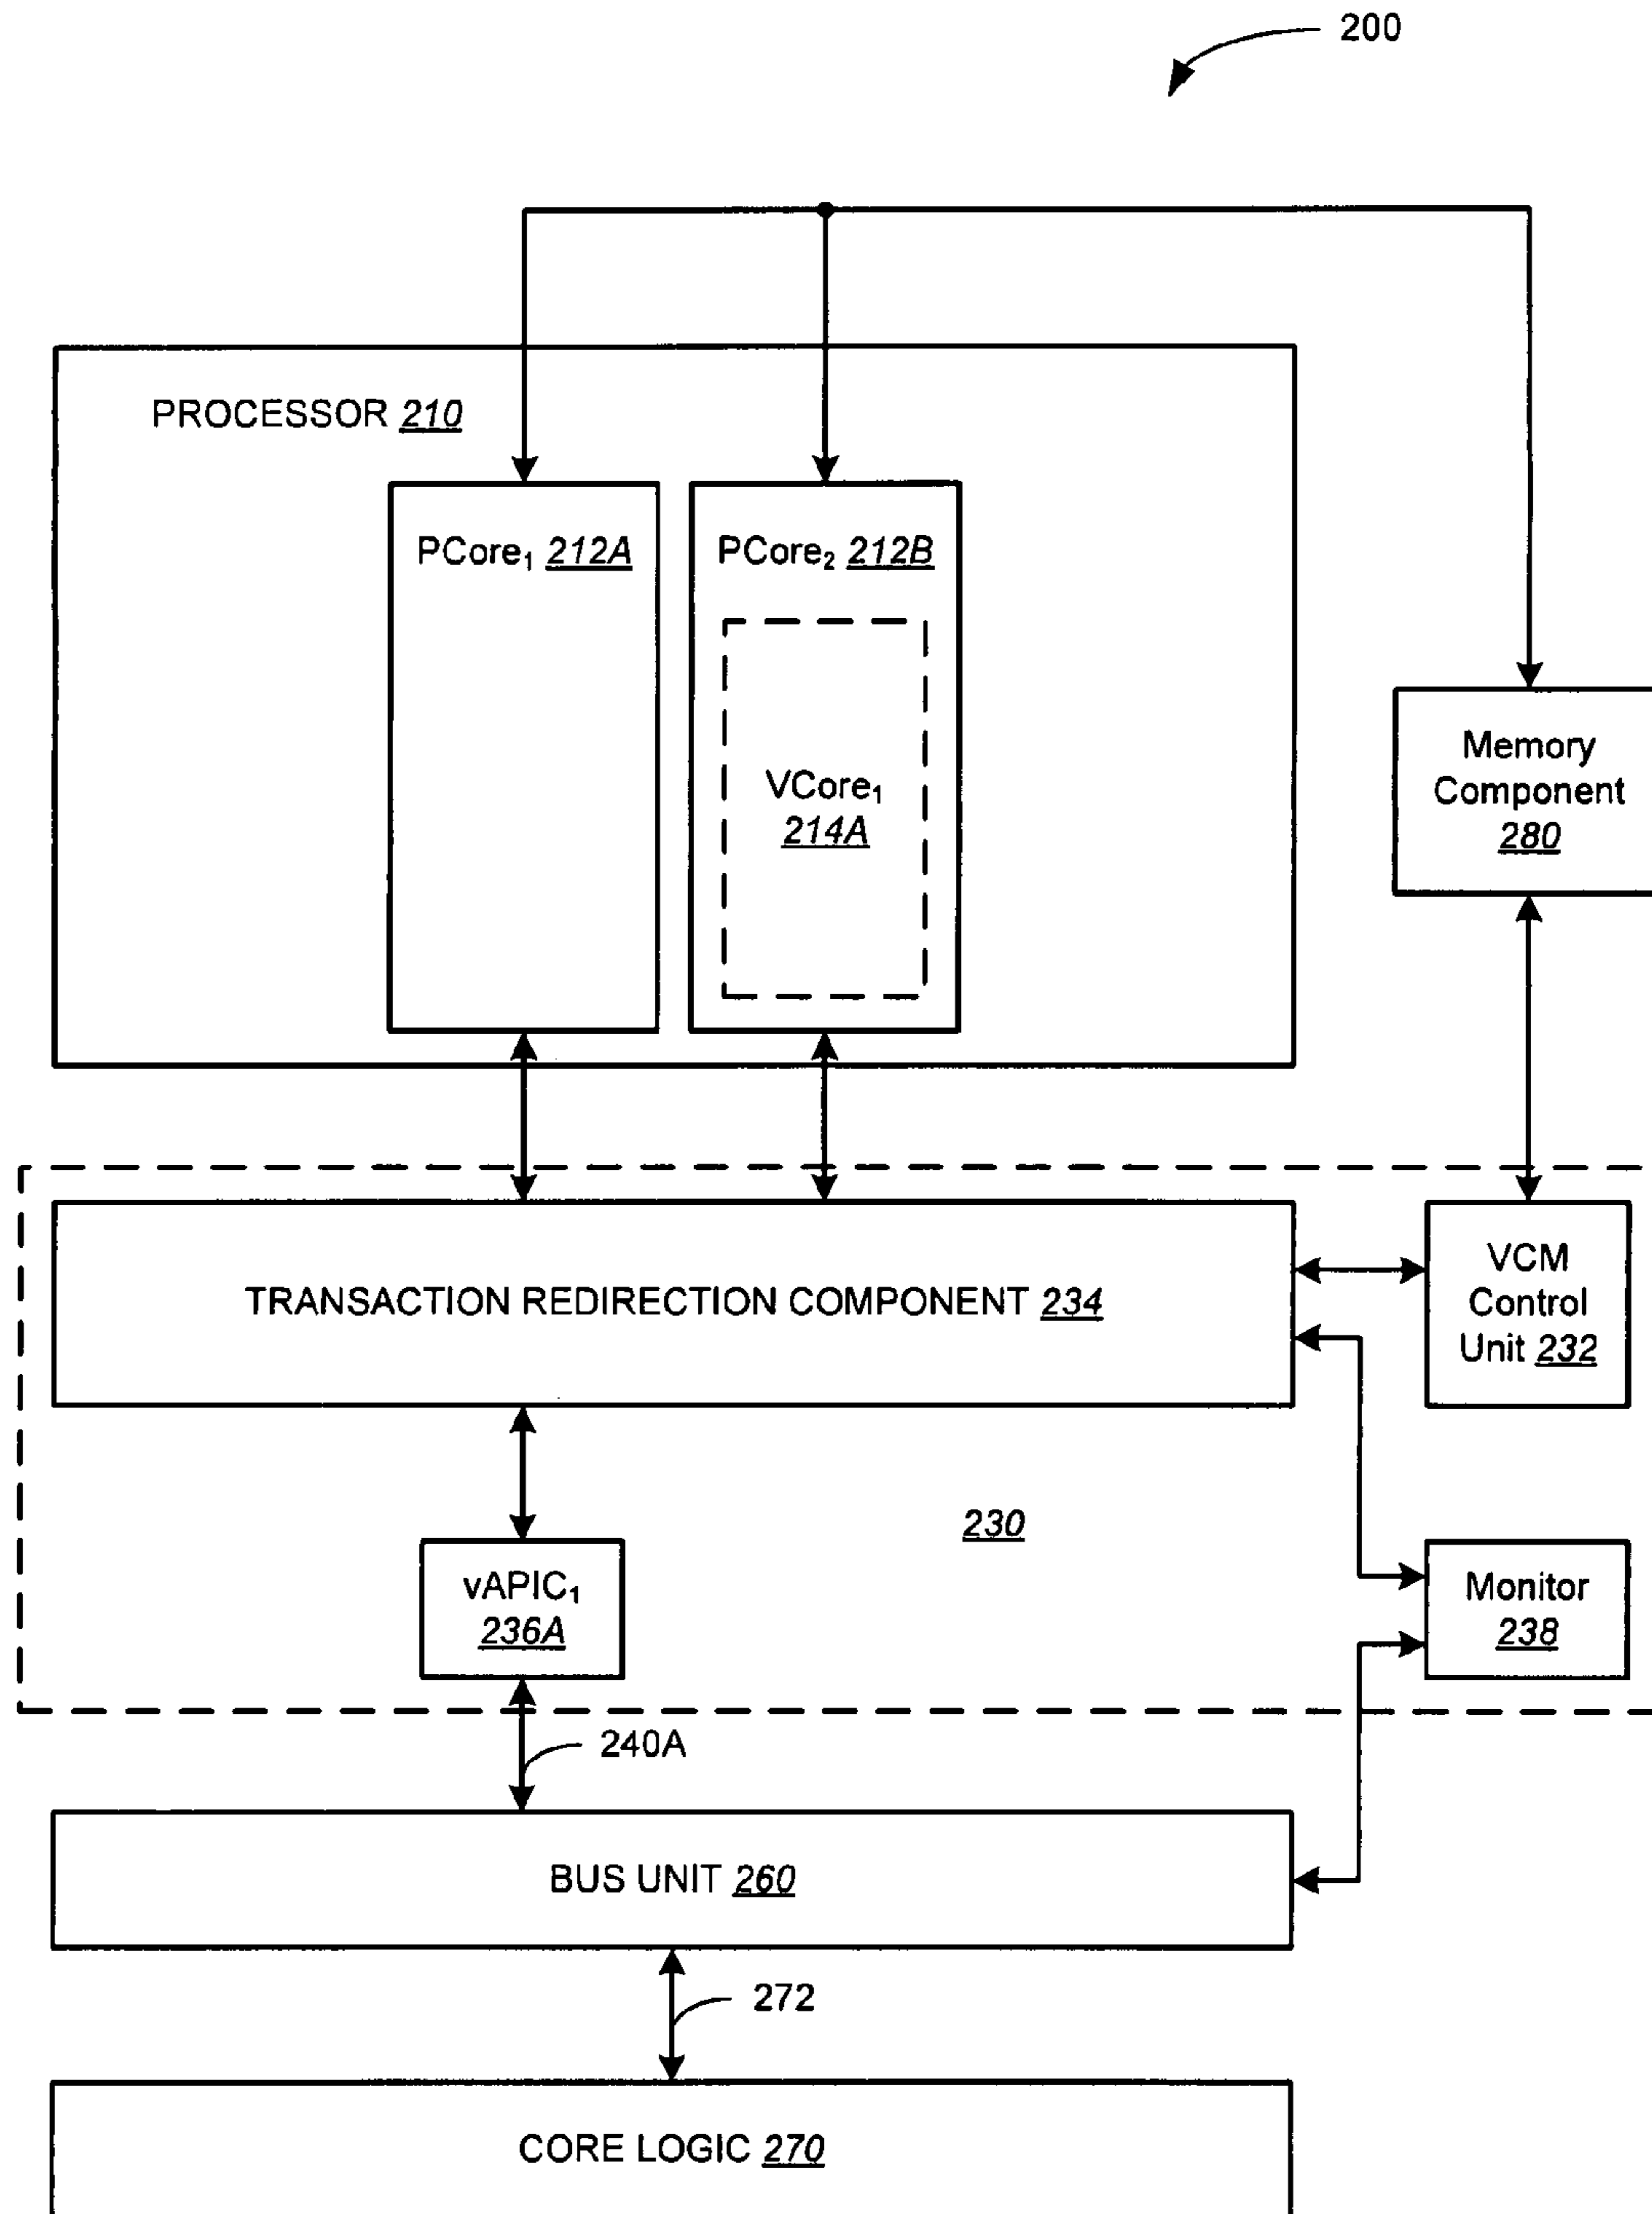 200
PROCESSOR 210
PCore₁ 212A
PCore₂ 212B
VCore₁
214A
Memory
Component
280
TRANSACTION REDIRECTION COMPONENT 234
VCM
Control
Unit 232
230
vAPIC₁
236A
Monitor
238
240A
BUS UNIT 260
272
CORE LOGIC 270